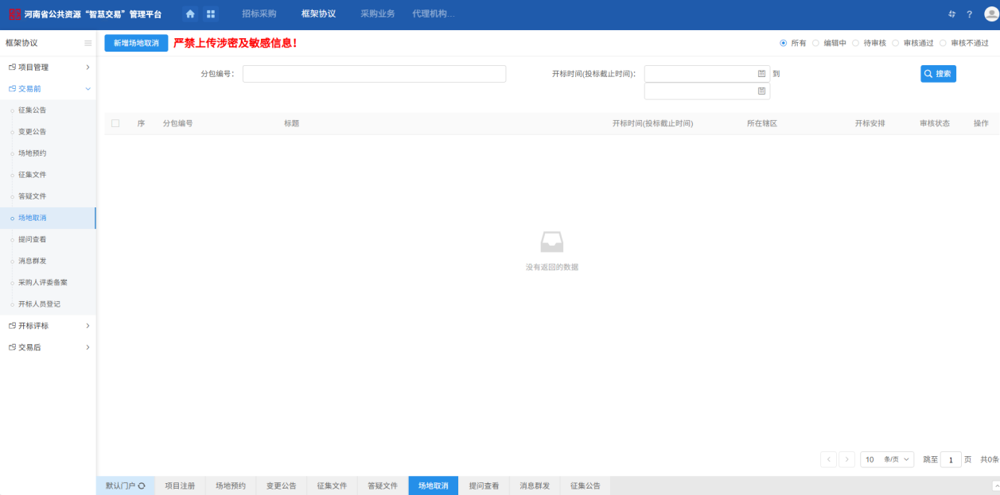 河南省公共资源“智慧交易”管理平台 招标采购 框架协议 采购业务 代理机构... ?
框架协议
项目管理
交易前
征集公告
变更公告
场地预约
征集文件
答疑文件
场地取消
提问查看
消息群发
采购人评委备案
开标人员登记
开标评标
交易后
新增场地取消 严禁上传涉密及敏感信息! 所有 编辑中 待审核 审核通过 审核不通过
分包编号: 开标时间(投标截止时间): 到 搜索
序 分包编号 标题 开标时间(投标截止时间) 所在辖区 开标安排 审核状态 操作
没有返回的数据
10 条/页 跳至 1 页 共0条
默认门户 项目注册 场地预约 变更公告 征集文件 答疑文件 场地取消 提问查看 消息群发 征集公告